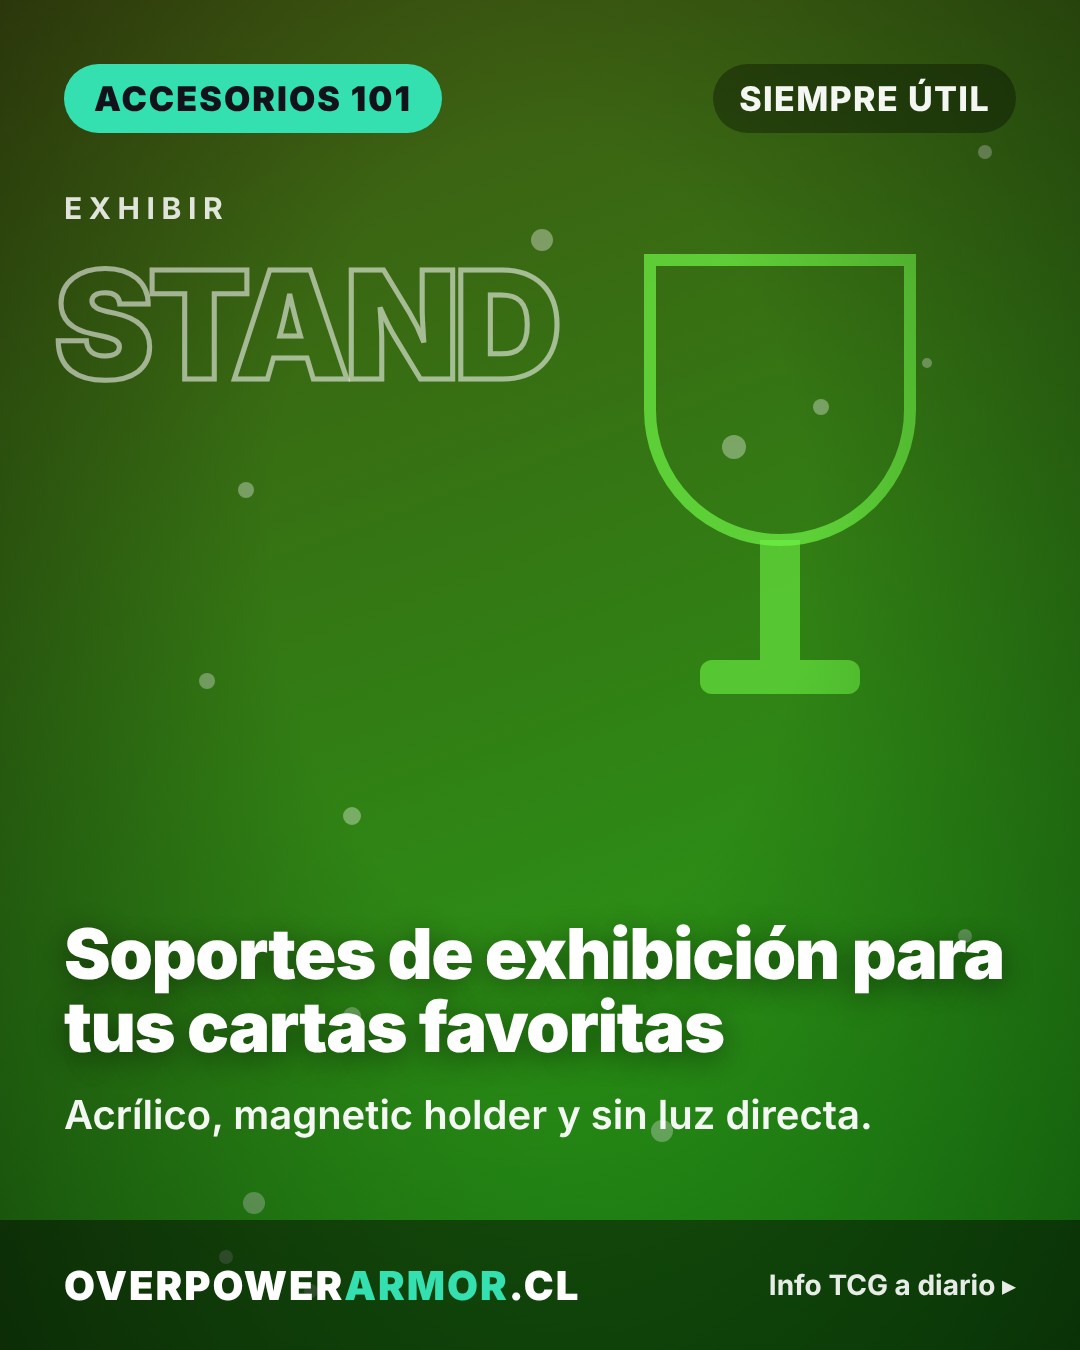 ACCESORIOS 101
SIEMPRE ÚTIL
EXHIBIR
STAND
Soportes de exhibición para
tus cartas favoritas
Acrílico, magnetic holder y sin luz directa.
OVERPOWERARMOR.CL
Info TCG a diario ▸